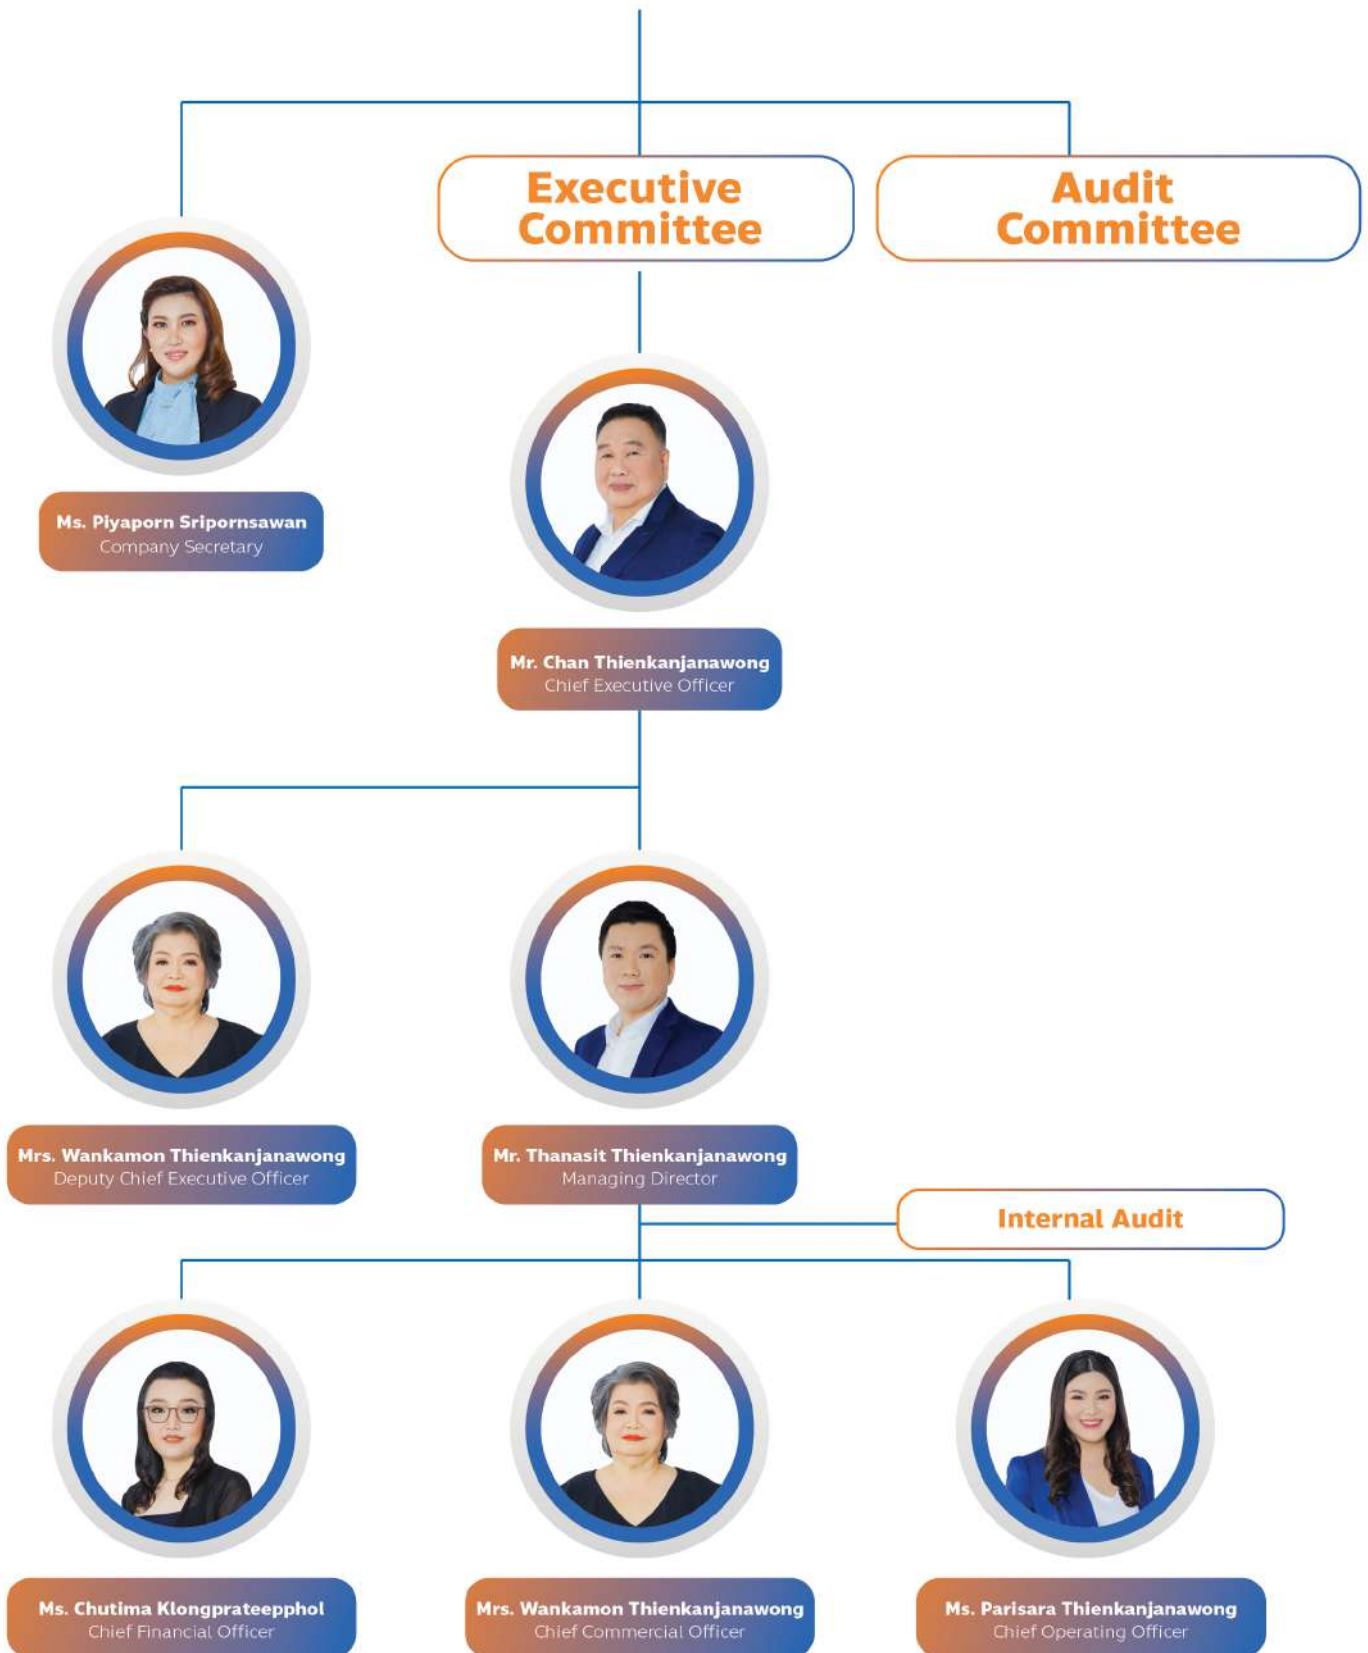 Executive
Committee
Audit
Committee
Ms. Piyaporn Sripornsawan
Company Secretary
Mr. Chan Thienkanjanawong
Chief Executive Officer
Mrs. Wankamon Thienkanjanawong
Deputy Chief Executive Officer
Mr. Thanasit Thienkanjanawong
Managing Director
Internal Audit
Ms. Chutima Klongprateepphol
Chief Financial Officer
Mrs. Wankamon Thienkanjanawong
Chief Commercial Officer
Ms. Parisara Thienkanjanawong
Chief Operating Officer